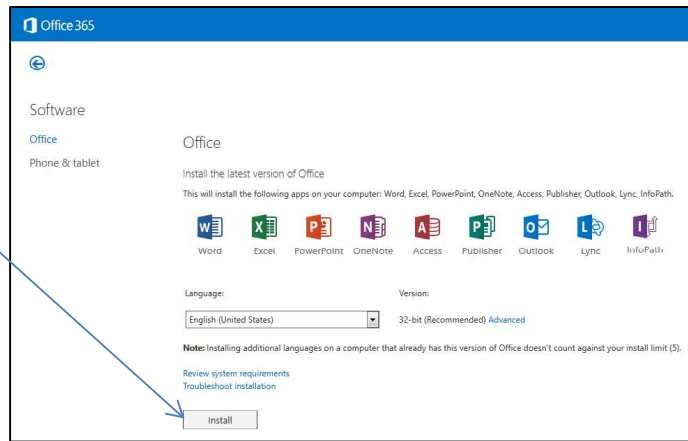 Office 365
Software
Office
Phone & tablet
Office
Install the latest version of Office
This will install the following apps on your computer: Word, Excel, PowerPoint, OneNote, Access, Publisher, Outlook, Lync, InfoPath.
Word Excel PowerPoint OneNote Access Publisher Outlook Lync InfoPath
Language: Version:
English (United States) 32-bit (Recommended) Advanced
Note: Installing additional languages on a computer that already has this version of Office doesn't count against your install limit (5).
Review system requirements
Troubleshoot installation
Install